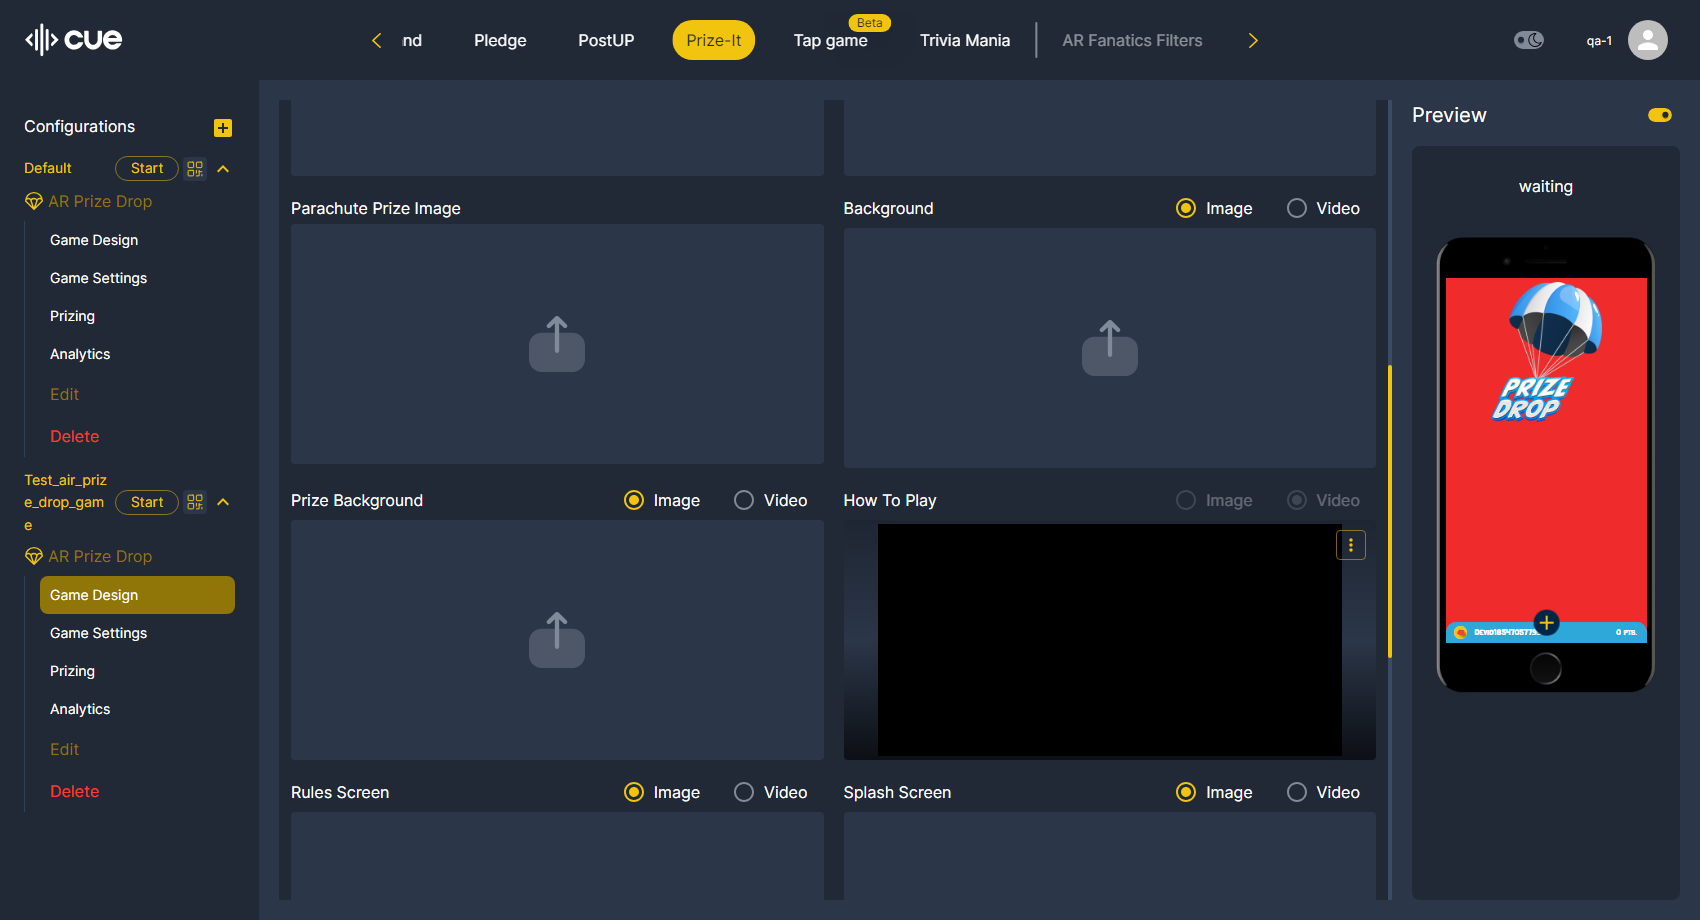 cue
nd
Pledge
PostUP
Prize-It
Beta
Tap game
Trivia Mania
AR Fanatics Filters
qa-1
Configurations
Default
Start
AR Prize Drop
Game Design
Game Settings
Prizing
Analytics
Edit
Delete
Test_air_priz
e_drop_gam
e
Start
AR Prize Drop
Game Design
Game Settings
Prizing
Analytics
Edit
Delete
Parachute Prize Image
Background
Image
Video
Prize Background
Image
Video
How To Play
Image
Video
Rules Screen
Image
Video
Splash Screen
Image
Video
Preview
waiting
PRIZE
DROP
0 PTS.